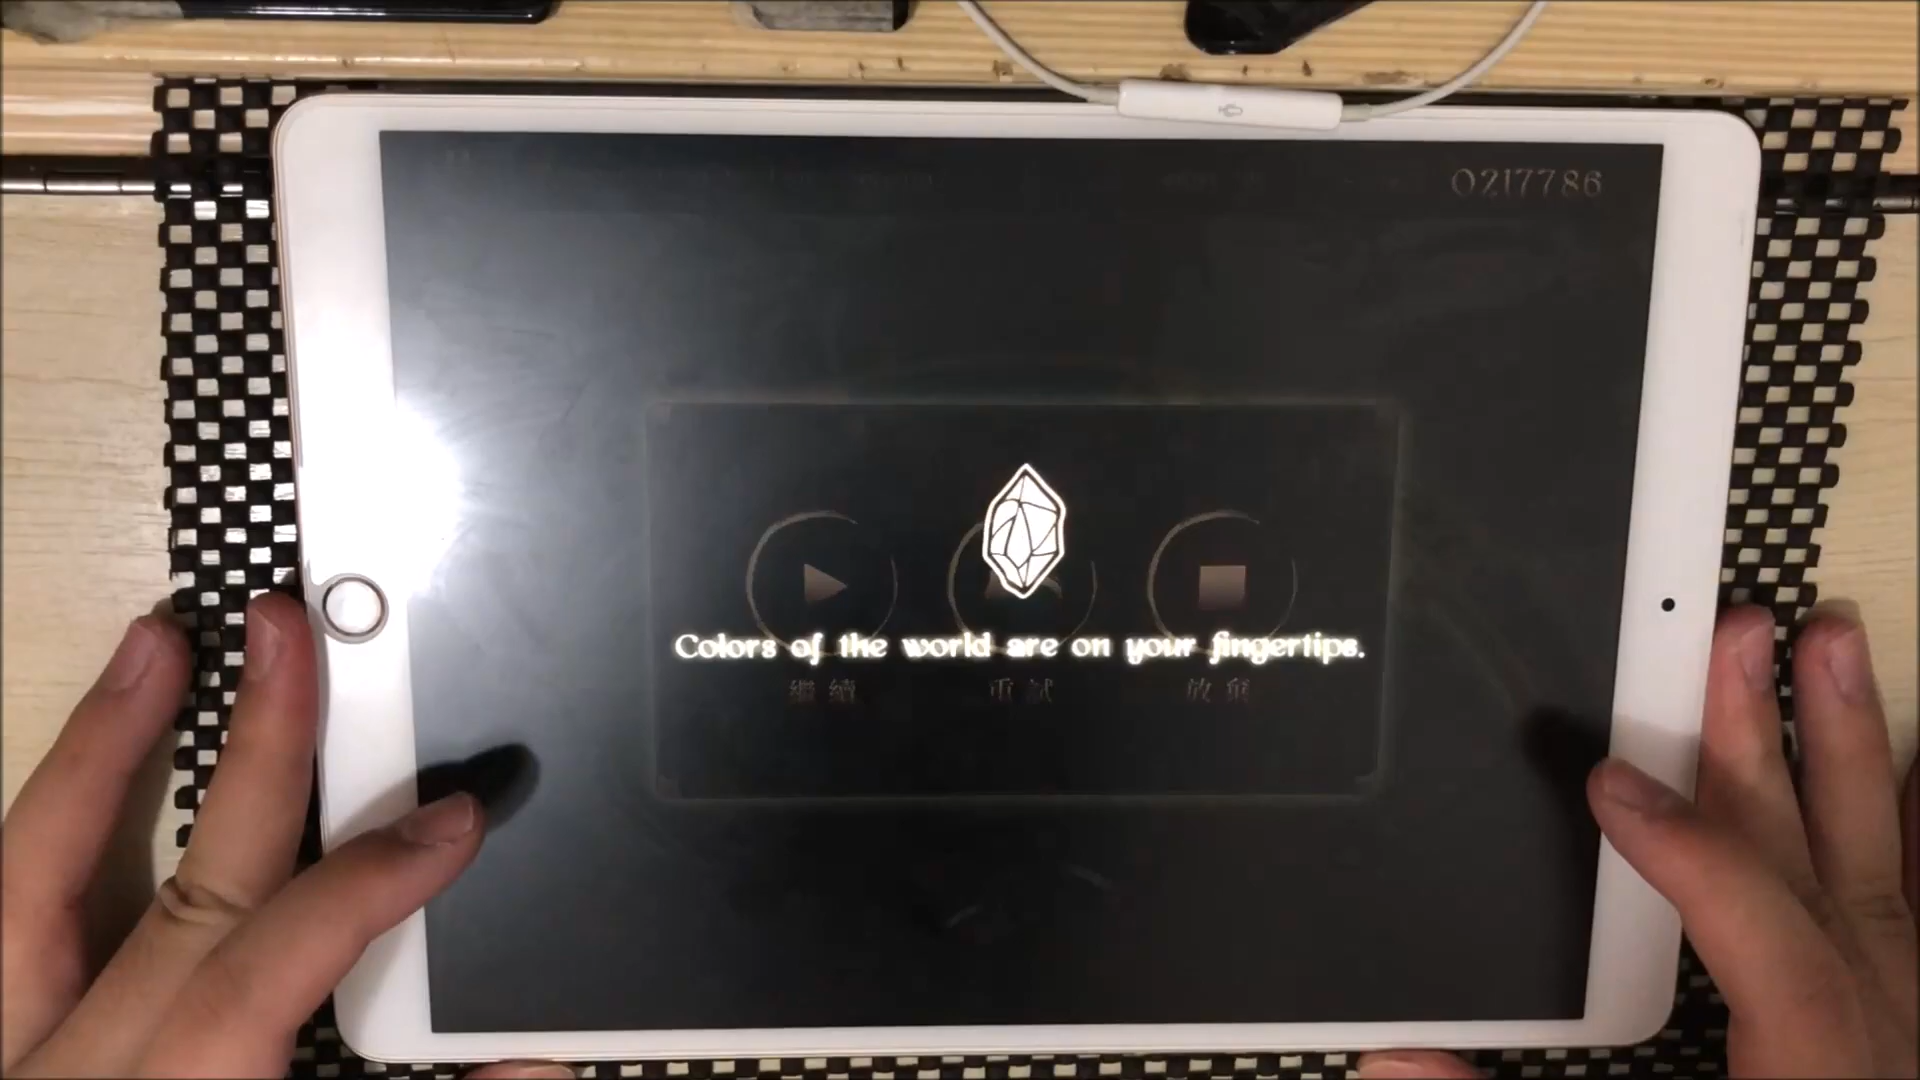 0217786
Colors of the world are on your fingertips.
繼續
重試
放棄